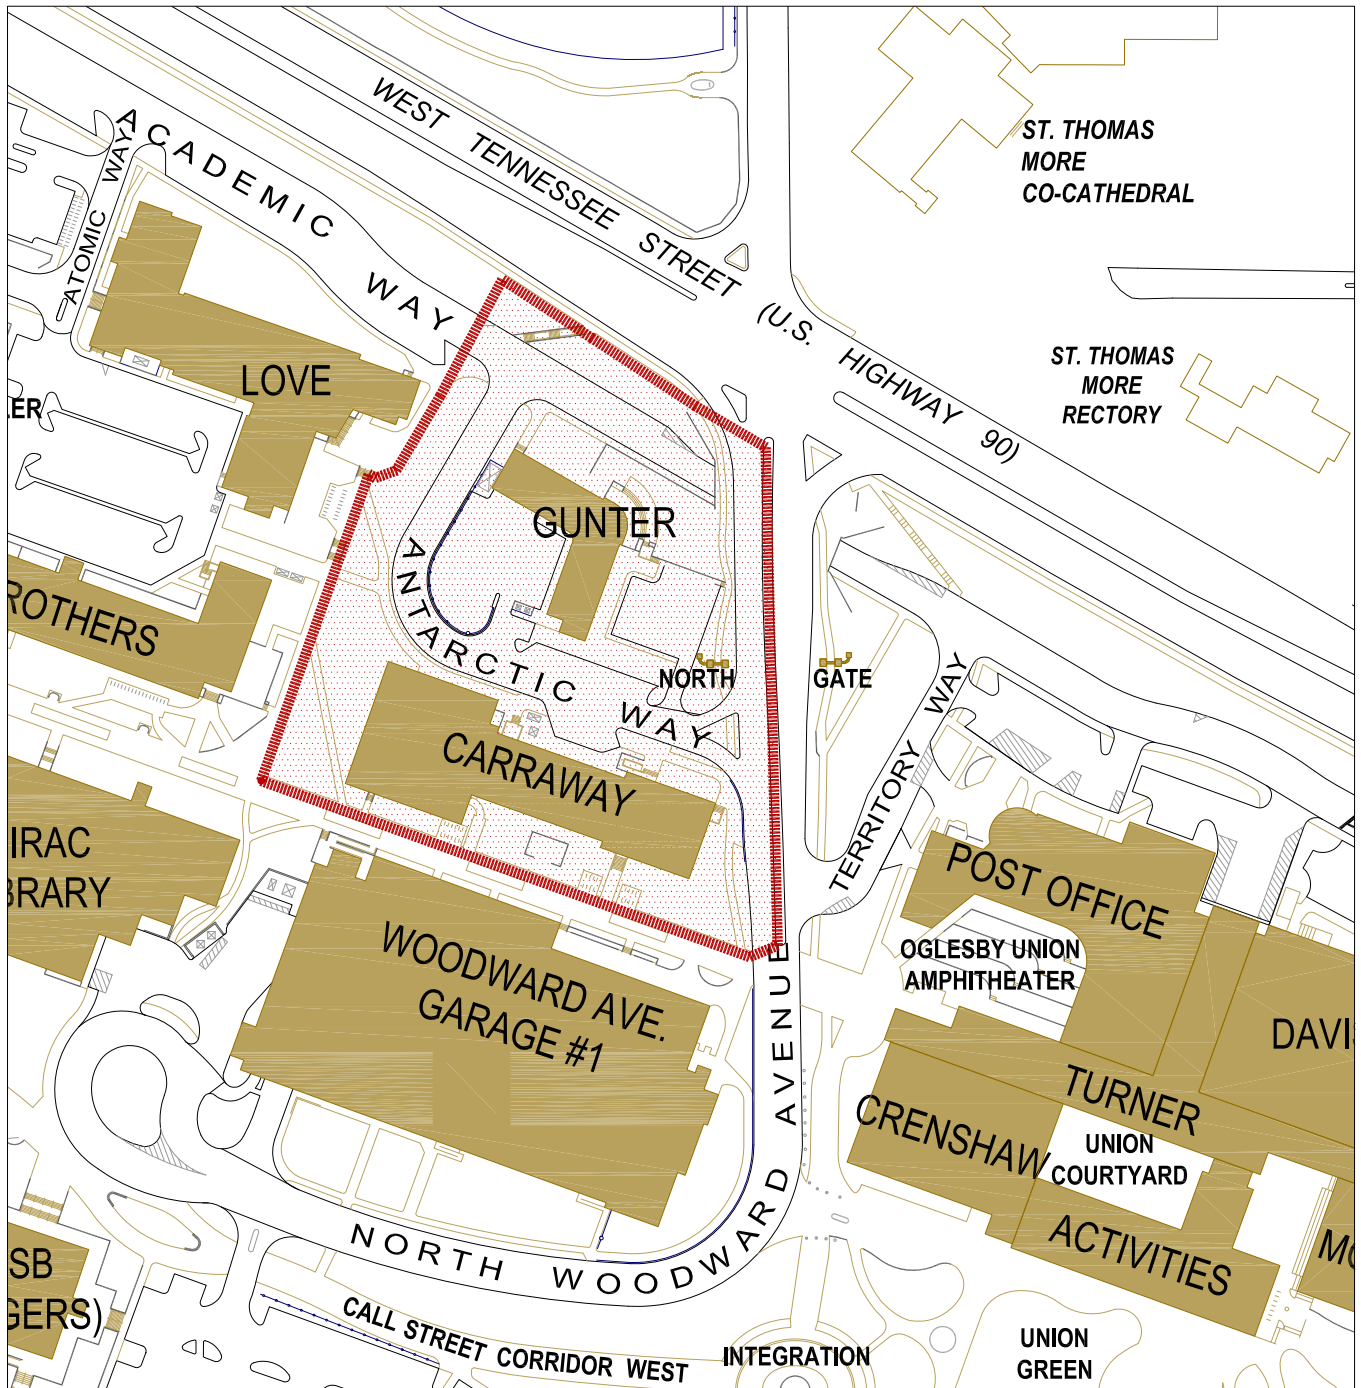 WEST TENNESSEE STREET (U.S. HIGHWAY 90)
ACADEMIC WAY
ATOMIC WAY
ST. THOMAS
MORE
CO-CATHEDRAL
ST. THOMAS
MORE
RECTORY
LOVE
LER
GUNTER
ANTARCTIC WAY
ROTHERS
NORTH GATE
TERRITORY WAY
CARRAWAY
IRAC
BRARY
POST OFFICE
WOODWARD AVE.
GARAGE #1
OGLESBY UNION
AMPHITHEATER
DAVIS
TURNER
CRENSHAW
UNION
COURTYARD
ACTIVITIES
MO
NORTH WOODWARD AVENUE
SB
GERS)
CALL STREET CORRIDOR WEST
INTEGRATION
UNION
GREEN